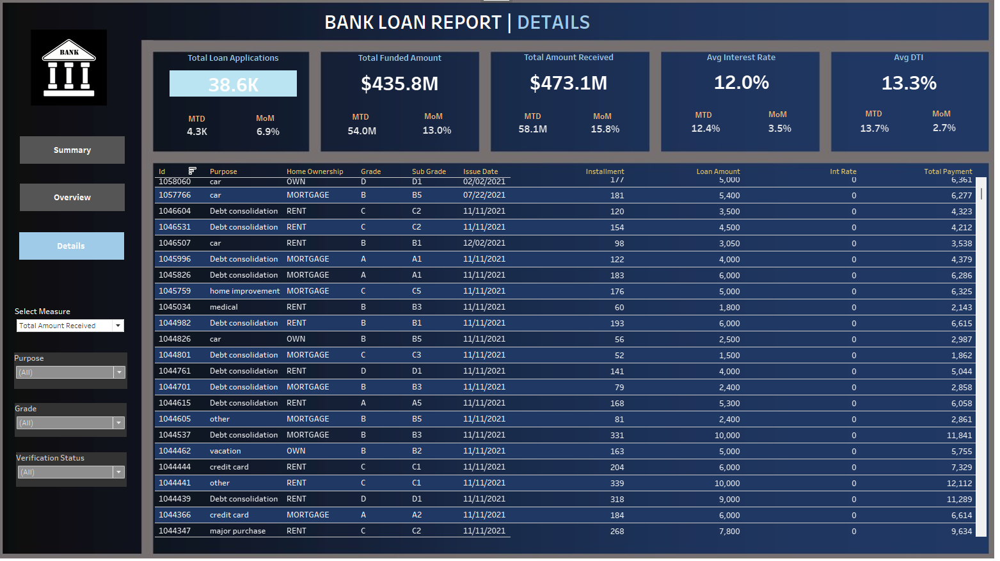 BANK LOAN REPORT | DETAILS
BANK
Summary
Overview
Details
Select Measure
Total Amount Received
Purpose
(All)
Grade
(All)
Verification Status
(All)
Total Loan Applications
38.6K
MTD MoM
4.3K 6.9%
Total Funded Amount
$435.8M
MTD MoM
54.0M 13.0%
Total Amount Received
$473.1M
MTD MoM
58.1M 15.8%
Avg Interest Rate
12.0%
MTD MoM
12.4% 3.5%
Avg DTI
13.3%
MTD MoM
13.7% 2.7%
Id Purpose Home Ownership Grade Sub Grade Issue Date Installment Loan Amount Int Rate Total Payment
1058060 car OWN D D1 02/02/2021 177 5,000 0 6,361
1057766 car MORTGAGE B B5 07/22/2021 181 5,400 0 6,277
1046604 Debt consolidation RENT C C2 11/11/2021 120 3,500 0 4,323
1046531 Debt consolidation RENT C C2 11/11/2021 154 4,500 0 4,212
1046507 car RENT B B1 12/02/2021 98 3,050 0 3,538
1045996 Debt consolidation MORTGAGE A A1 11/11/2021 122 4,000 0 4,379
1045826 Debt consolidation MORTGAGE A A1 11/11/2021 183 6,000 0 6,286
1045759 home improvement MORTGAGE C C5 11/11/2021 176 5,000 0 6,325
1045034 medical RENT B B3 11/11/2021 60 1,800 0 2,143
1044982 Debt consolidation RENT B B1 11/11/2021 193 6,000 0 6,615
1044826 car OWN B B5 11/11/2021 56 2,500 0 2,987
1044801 Debt consolidation MORTGAGE C C3 11/11/2021 52 1,500 0 1,862
1044761 Debt consolidation RENT D D1 11/11/2021 141 4,000 0 5,044
1044701 Debt consolidation MORTGAGE B B3 11/11/2021 79 2,400 0 2,858
1044615 Debt consolidation RENT A A5 11/11/2021 168 5,300 0 6,058
1044605 other MORTGAGE B B5 11/11/2021 81 2,400 0 2,861
1044537 Debt consolidation MORTGAGE B B3 11/11/2021 331 10,000 0 11,841
1044462 vacation OWN B B2 11/11/2021 163 5,000 0 5,755
1044444 credit card RENT C C1 11/11/2021 204 6,000 0 7,329
1044441 other RENT C C1 11/11/2021 339 10,000 0 12,112
1044439 Debt consolidation RENT D D1 11/11/2021 318 9,000 0 11,289
1044366 credit card MORTGAGE A A2 11/11/2021 184 6,000 0 6,614
1044347 major purchase RENT C C2 11/11/2021 268 7,800 0 9,634